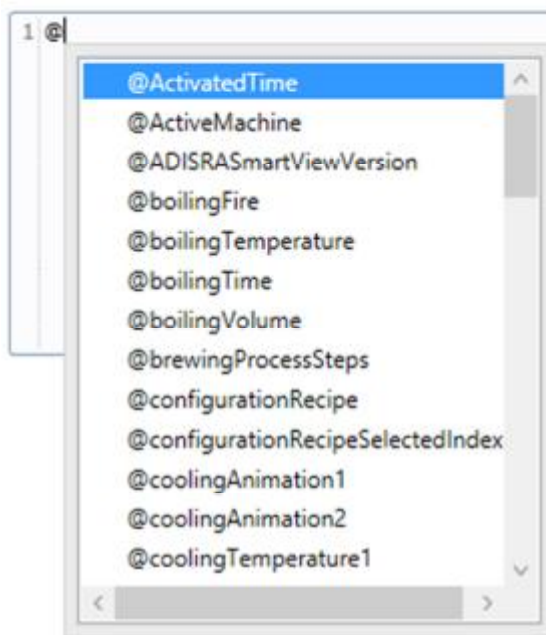 1 @
@ActivatedTime
@ActiveMachine
@ADISRASmartViewVersion
@boilingFire
@boilingTemperature
@boilingTime
@boilingVolume
@brewingProcessSteps
@configurationRecipe
@configurationRecipeSelectedIndex
@coolingAnimation1
@coolingAnimation2
@coolingTemperature1